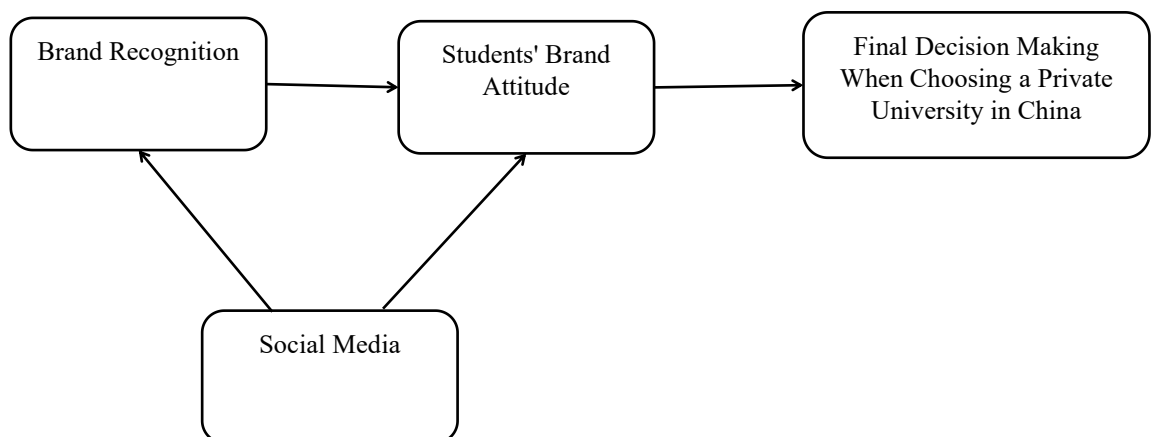 Brand Recognition
Students' Brand
Attitude
Final Decision Making
When Choosing a Private
University in China
Social Media